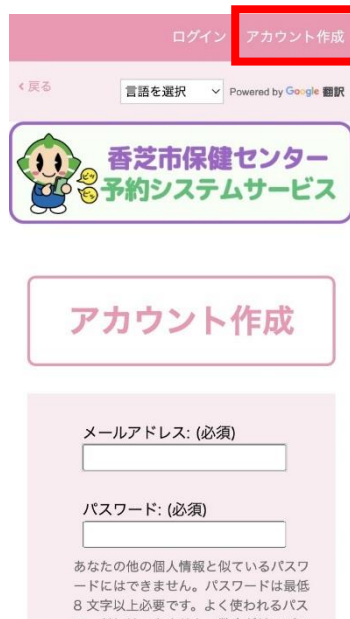 ログイン アカウント作成
‹ 戻る
言語を選択 Powered by Google 翻訳
香芝市保健センター
ピッ ピッ 予約システムサービス
アカウント作成
メールアドレス: (必須)
パスワード: (必須)
あなたの他の個人情報と似ているパスワ
ードにはできません。パスワードは最低
8 文字以上必要です。よく使われるパス